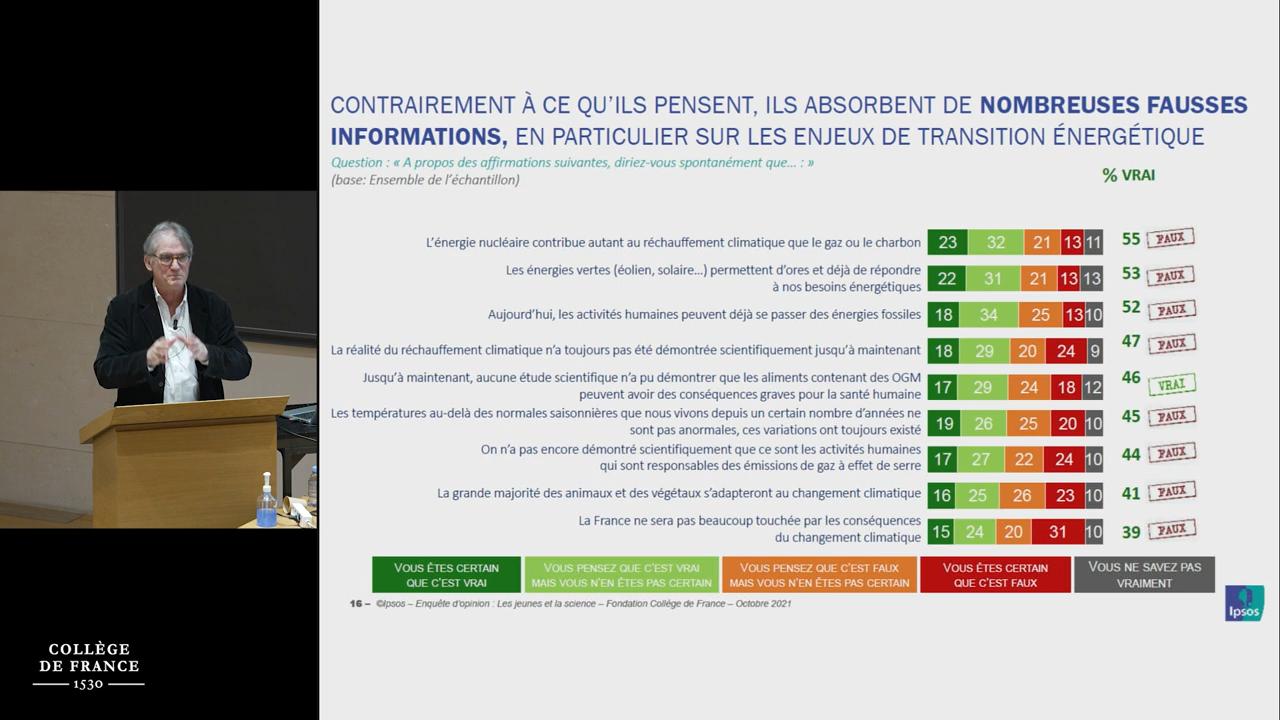 CONTRAIREMENT À CE QU'ILS PENSENT, ILS ABSORBENT DE NOMBREUSES FAUSSES
INFORMATIONS, EN PARTICULIER SUR LES ENJEUX DE TRANSITION ÉNERGÉTIQUE
Question : « A propos des affirmations suivantes, diriez-vous spontanément que... : »
(base: Ensemble de l'échantillon)
% VRAI
L'énergie nucléaire contribue autant au réchauffement climatique que le gaz ou le charbon 23 32 21 13 11 55 FAUX
Les énergies vertes (éolien, solaire...) permettent d'ores et déjà de répondre
à nos besoins énergétiques 22 31 21 13 13 53 FAUX
Aujourd'hui, les activités humaines peuvent déjà se passer des énergies fossiles 18 34 25 13 10 52 FAUX
La réalité du réchauffement climatique n'a toujours pas été démontrée scientifiquement jusqu'à maintenant 18 29 20 24 9 47 FAUX
Jusqu'à maintenant, aucune étude scientifique n'a pu démontrer que les aliments contenant des OGM
peuvent avoir des conséquences graves pour la santé humaine 17 29 24 18 12 46 VRAI
Les températures au-delà des normales saisonnières que nous vivons depuis un certain nombre d'années ne
sont pas anormales, ces variations ont toujours existé 19 26 25 20 10 45 FAUX
On n'a pas encore démontré scientifiquement que ce sont les activités humaines
qui sont responsables des émissions de gaz à effet de serre 17 27 22 24 10 44 FAUX
La grande majorité des animaux et des végétaux s'adapteront au changement climatique 16 25 26 23 10 41 FAUX
La France ne sera pas beaucoup touchée par les conséquences
du changement climatique 15 24 20 31 10 39 FAUX
VOUS ÊTES CERTAIN
QUE C'EST VRAI
VOUS PENSEZ QUE C'EST VRAI
MAIS VOUS N'EN ÊTES PAS CERTAIN
VOUS PENSEZ QUE C'EST FAUX
MAIS VOUS N'EN ÊTES PAS CERTAIN
VOUS ÊTES CERTAIN
QUE C'EST FAUX
VOUS NE SAVEZ PAS
VRAIMENT
16 – ©Ipsos – Enquête d'opinion : Les jeunes et la science – Fondation Collège de France – Octobre 2021
Ipsos
COLLÈGE
DE FRANCE
1530